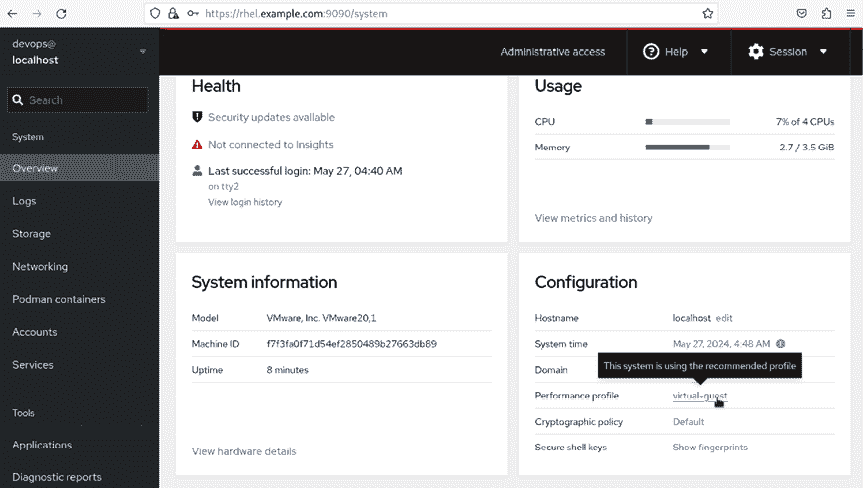 https://rhel.example.com:9090/system
devops@
localhost
Administrative access
Help
Session
Search
System
Overview
Logs
Storage
Networking
Podman containers
Accounts
Services
Tools
Applications
Diagnostic reports
Health
Security updates available
Not connected to Insights
Last successful login: May 27, 04:40 AM
on tty2
View login history
Usage
CPU 7% of 4 CPUs
Memory 2.7 / 3.5 GiB
View metrics and history
System information
Model VMware, Inc. VMware20,1
Machine ID f7f3fa0f71d54ef2850489b27663db89
Uptime 8 minutes
View hardware details
Configuration
Hostname localhost edit
System time May 27, 2024, 4:48 AM
This system is using the recommended profile
Domain
Performance profile virtual-guest
Cryptographic policy Default
Secure shell keys Show fingerprints